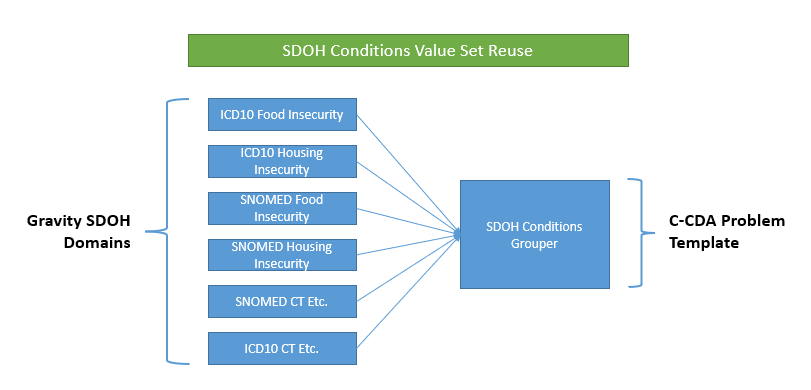 SDOH Conditions Value Set Reuse
ICD10 Food Insecurity
ICD10 Housing
Insecurity
SNOMED Food
Insecurity
SNOMED Housing
Insecurity
SNOMED CT Etc.
ICD10 CT Etc.
Gravity SDOH
Domains
SDOH Conditions
Grouper
C-CDA Problem
Template